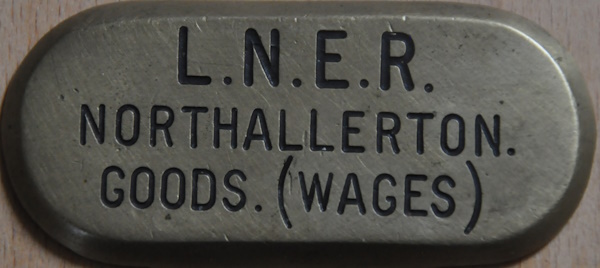 L.N.E.R.
NORTHALLERTON.
GOODS. (WAGES)